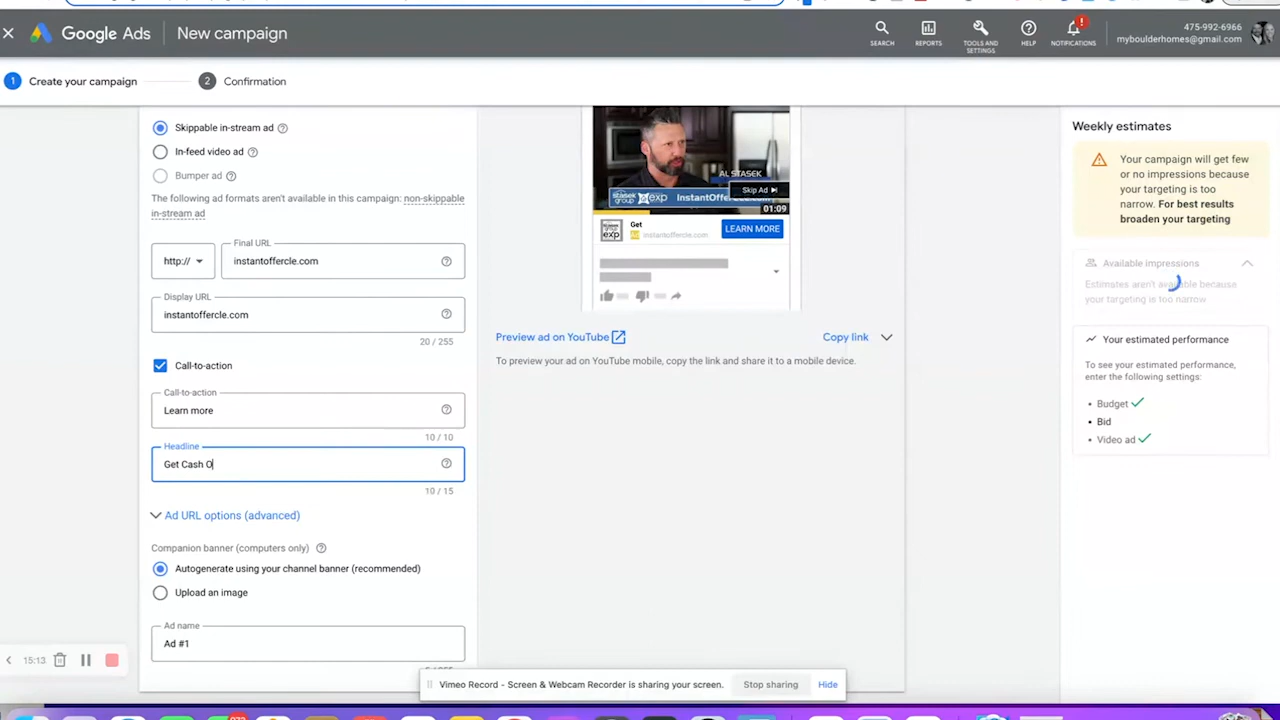 Google Ads
New campaign
SEARCH
REPORTS
TOOLS AND
SETTINGS
HELP
NOTIFICATIONS
475-992-6966
myboulderhomes@gmail.com
1 Create your campaign
2 Confirmation
Skippable in-stream ad
In-feed video ad
Bumper ad
The following ad formats aren't available in this campaign: non-skippable
in-stream ad
http://
Final URL
instantoffercle.com
Display URL
instantoffercle.com
20 / 255
Call-to-action
Call-to-action
Learn more
10 / 10
Headline
Get Cash O
10 / 15
Ad URL options (advanced)
Companion banner (computers only)
Autogenerate using your channel banner (recommended)
Upload an image
Ad name
Ad #1
AL STASEK
Skip Ad
stasek
group
exp
InstantOffercle.com
01:09
Get
Ad instantoffercle.com
LEARN MORE
Preview ad on YouTube
Copy link
To preview your ad on YouTube mobile, copy the link and share it to a mobile device.
Weekly estimates
Your campaign will get few
or no impressions because
your targeting is too
narrow. For best results
broaden your targeting
Available impressions
Estimates aren't available because
your targeting is too narrow
Your estimated performance
To see your estimated performance,
enter the following settings:
• Budget
• Bid
• Video ad
15:13
Vimeo Record - Screen & Webcam Recorder is sharing your screen.
Stop sharing
Hide